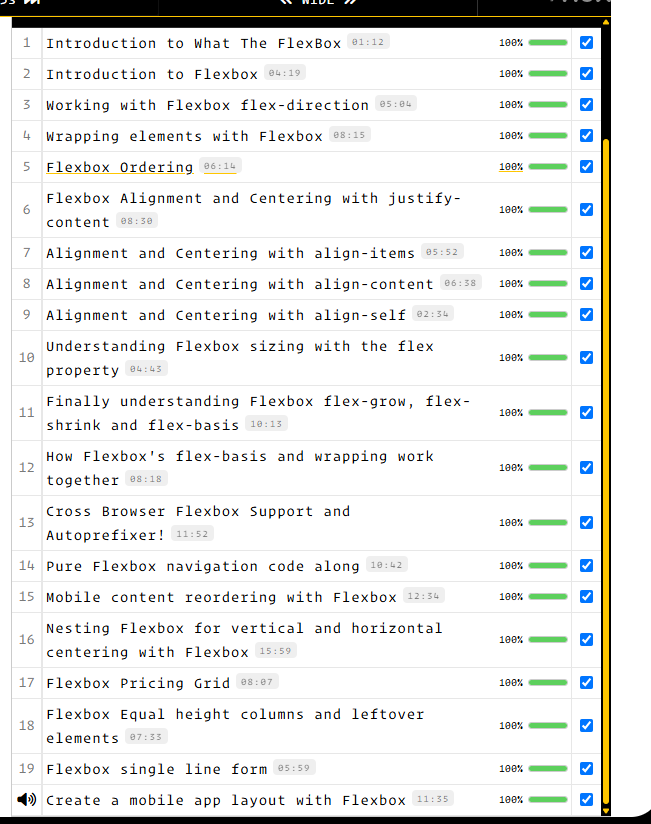 WIDE
1 Introduction to What The FlexBox 01:12 100%
2 Introduction to Flexbox 04:19 100%
3 Working with Flexbox flex-direction 05:04 100%
4 Wrapping elements with Flexbox 08:15 100%
5 Flexbox Ordering 06:14 100%
6 Flexbox Alignment and Centering with justify-
content 08:30 100%
7 Alignment and Centering with align-items 05:52 100%
8 Alignment and Centering with align-content 06:38 100%
9 Alignment and Centering with align-self 02:34 100%
10 Understanding Flexbox sizing with the flex
property 04:43 100%
11 Finally understanding Flexbox flex-grow, flex-
shrink and flex-basis 10:13 100%
12 How Flexbox's flex-basis and wrapping work
together 08:18 100%
13 Cross Browser Flexbox Support and
Autoprefixer! 11:52 100%
14 Pure Flexbox navigation code along 10:42 100%
15 Mobile content reordering with Flexbox 12:34 100%
16 Nesting Flexbox for vertical and horizontal
centering with Flexbox 15:59 100%
17 Flexbox Pricing Grid 08:07 100%
18 Flexbox Equal height columns and leftover
elements 07:33 100%
19 Flexbox single line form 05:59 100%
Create a mobile app layout with Flexbox 11:35 100%